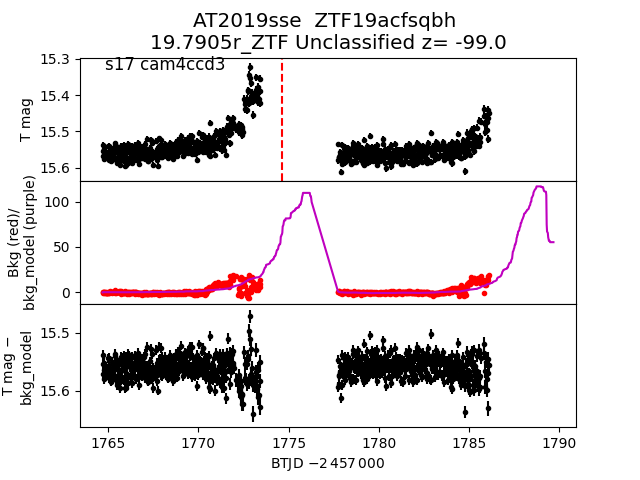 AT2019sse  ZTF19acfsqbh
19.7905r_ZTF Unclassified z= -99.0
s17 cam4ccd3
15.3
15.4
15.5
15.6
T mag
100
50
0
Bkg (red)/
bkg_model (purple)
15.5
15.6
T mag −
bkg_model
1765 1770 1775 1780 1785 1790
BTJD −2 457 000